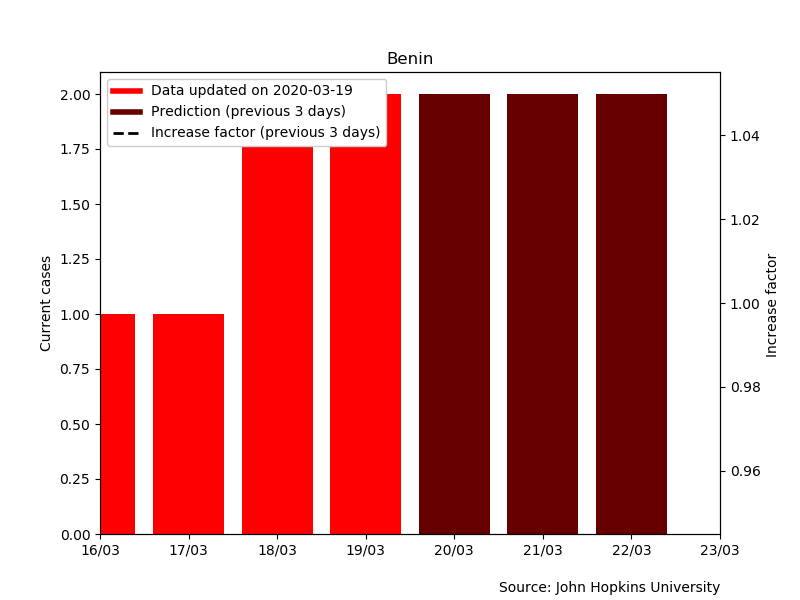 Benin
Data updated on 2020-03-19
Prediction (previous 3 days)
Increase factor (previous 3 days)
2.00
1.75
1.50
1.25
1.00
0.75
0.50
0.25
0.00
Current cases
1.04
1.02
1.00
0.98
0.96
Increase factor
16/03 17/03 18/03 19/03 20/03 21/03 22/03 23/03
Source: John Hopkins University